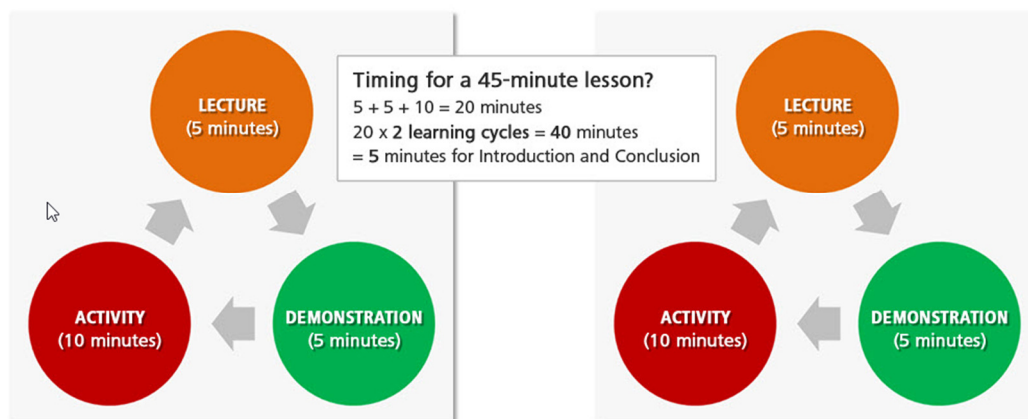 LECTURE
(5 minutes)
ACTIVITY
(10 minutes)
DEMONSTRATION
(5 minutes)
Timing for a 45-minute lesson?
5 + 5 + 10 = 20 minutes
20 x 2 learning cycles = 40 minutes
= 5 minutes for Introduction and Conclusion
LECTURE
(5 minutes)
ACTIVITY
(10 minutes)
DEMONSTRATION
(5 minutes)